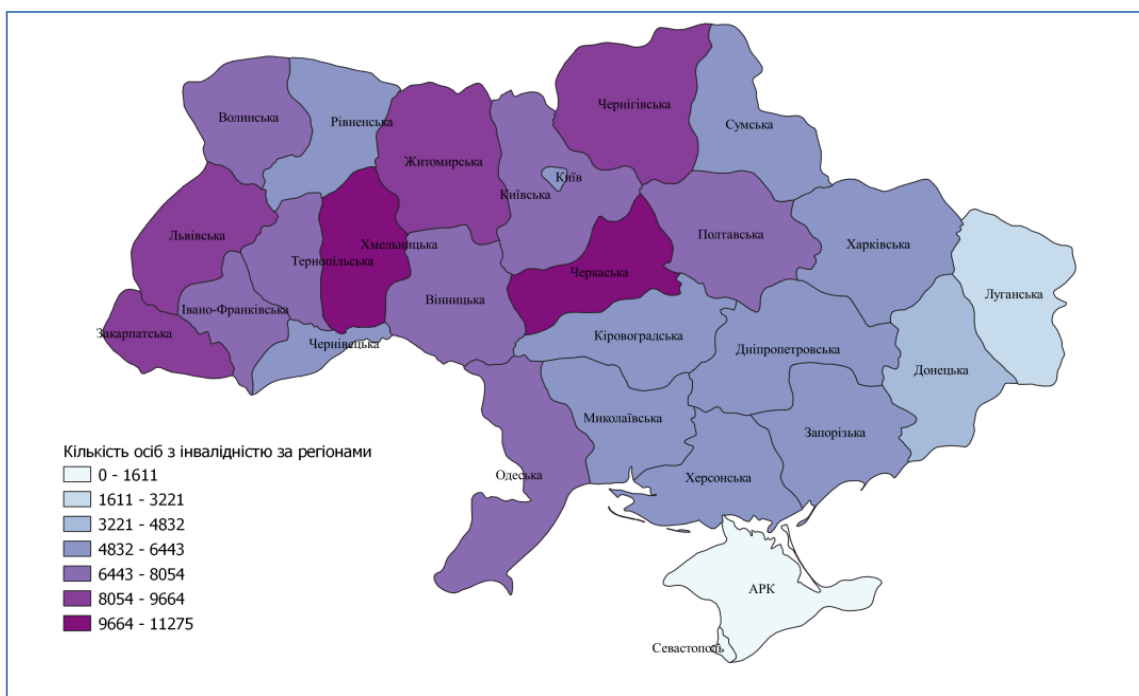 Чернігівська
Волинська
Рівненська
Сумська
Житомирська
Київ
Київська
Львівська
Хмельницька
Полтавська
Харківська
Тернопільська
Черкаська
Луганська
Вінницька
Івано-Франківська
Закарпатська
Кіровоградська
Чернівецька
Дніпропетровська
Донецька
Миколаївська
Запорізька
Одеська
Херсонська
АРК
Севастополь
Кількість осіб з інвалідністю за регіонами
0 - 1611
1611 - 3221
3221 - 4832
4832 - 6443
6443 - 8054
8054 - 9664
9664 - 11275